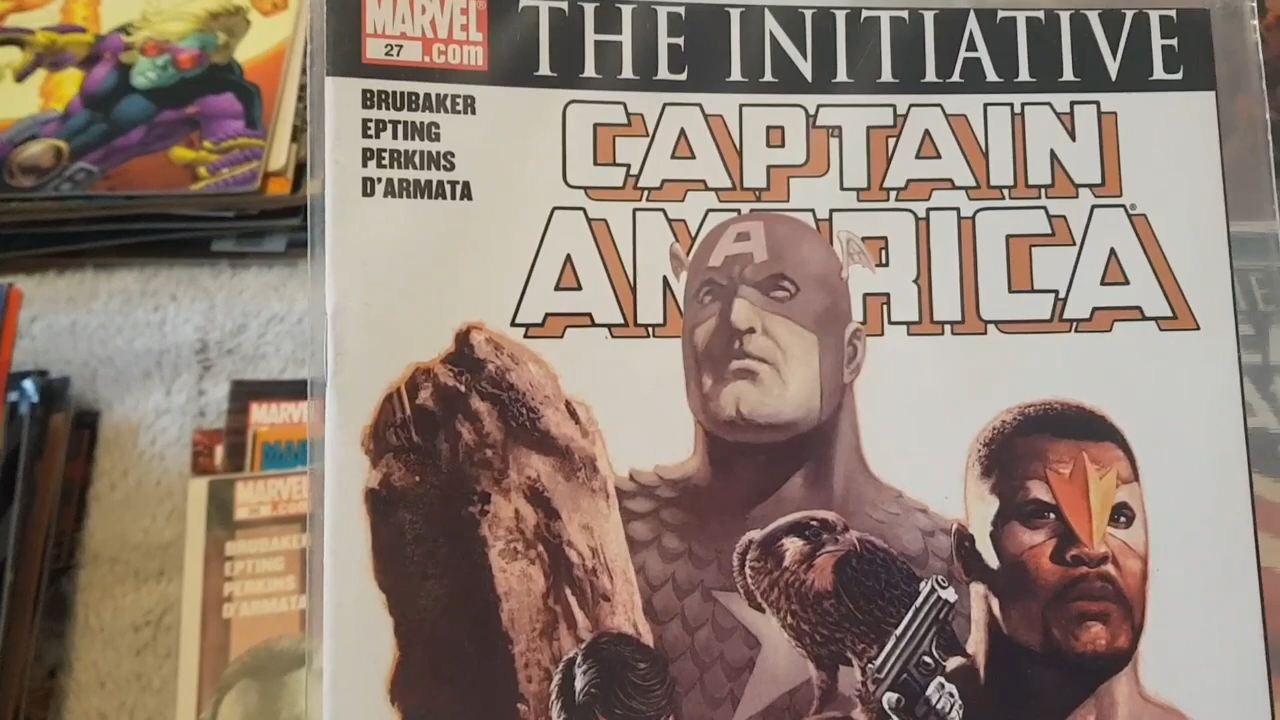 MARVEL®
27 .com
THE INITIATIVE
BRUBAKER
EPTING
PERKINS
D'ARMATA
CAPTAIN
AMERICA®
A
MARVEL
MARVEL
BRUBAKER
EPTING
PERKINS
D'ARMATA